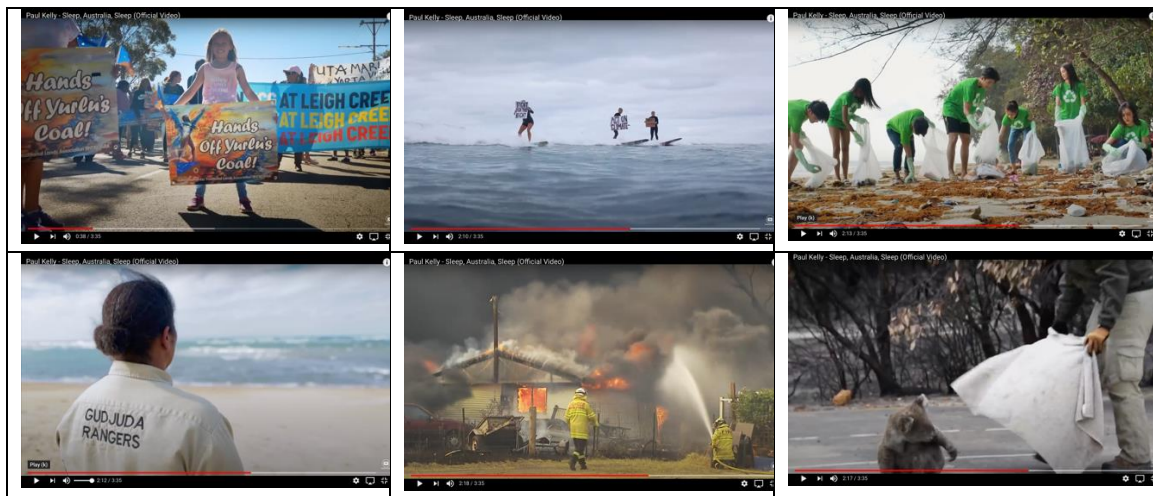 Paul Kelly - Sleep, Australia, Sleep (Official Video)
Hands
Off Yurlu's
Coal!
Hands
Off Yurlu's
Coal!
AT LEIGH CREE
AT LEIGH CREE
AT LEIGH CREE
0:38 / 3:35
Paul Kelly - Sleep, Australia, Sleep (Official Video)
2:10 / 3:35
Paul Kelly - Sleep, Australia, Sleep (Official Video)
Play (k)
2:13 / 3:35
Paul Kelly - Sleep, Australia, Sleep (Official Video)
GUDJUDA
RANGERS
Play (k)
2:12 / 3:35
Paul Kelly - Sleep, Australia, Sleep (Official Video)
2:18 / 3:35
Paul Kelly - Sleep, Australia, Sleep (Official Video)
2:17 / 3:35